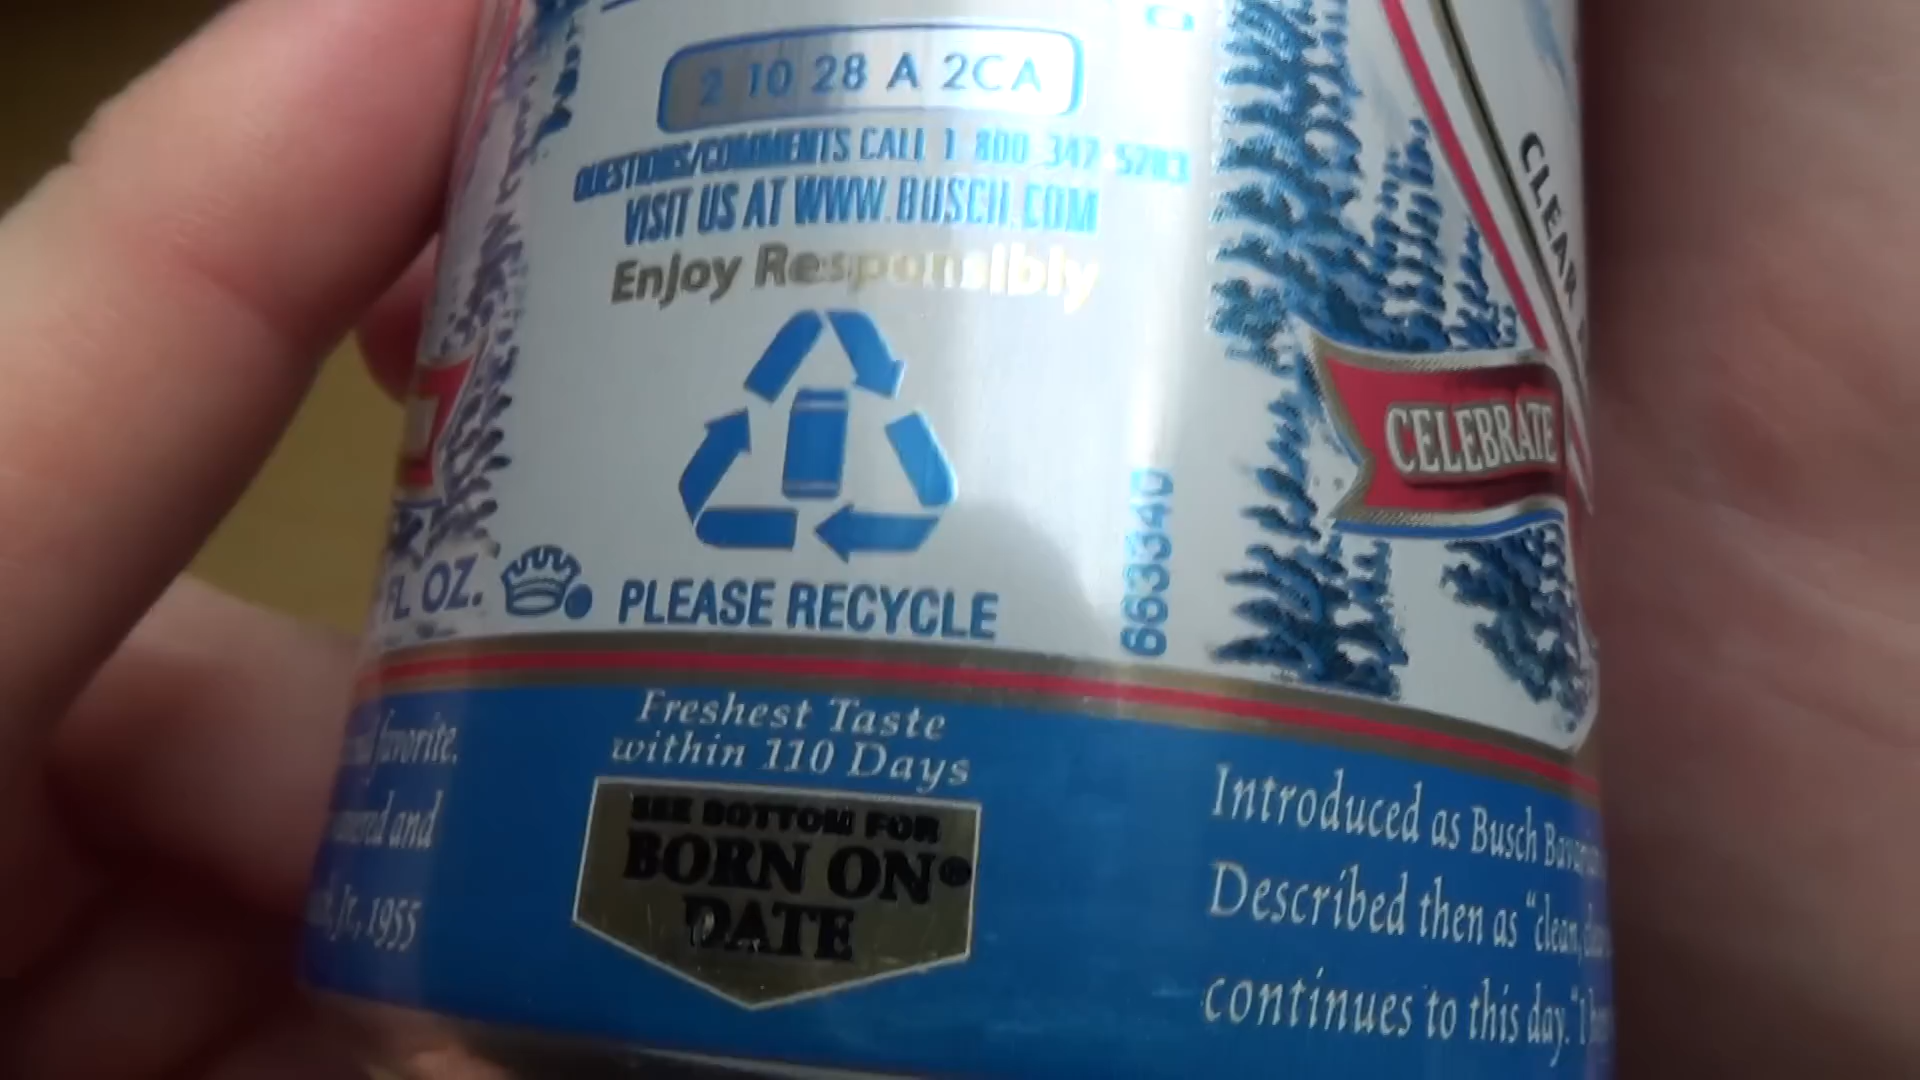 2 10 28 A 2CA
QUESTIONS/COMMENTS CALL 1 800 347 5283
VISIT US AT WWW.BUSCH.COM
Enjoy Responsibly
CLEAR
CELEBRATE
663340
FL OZ.
PLEASE RECYCLE
Freshest Taste
within 110 Days
SEE BOTTOM FOR
BORN ON®
DATE
favorite.
and
Jr., 1955
Introduced as Busch
Described then as "clean,
continues to this day."